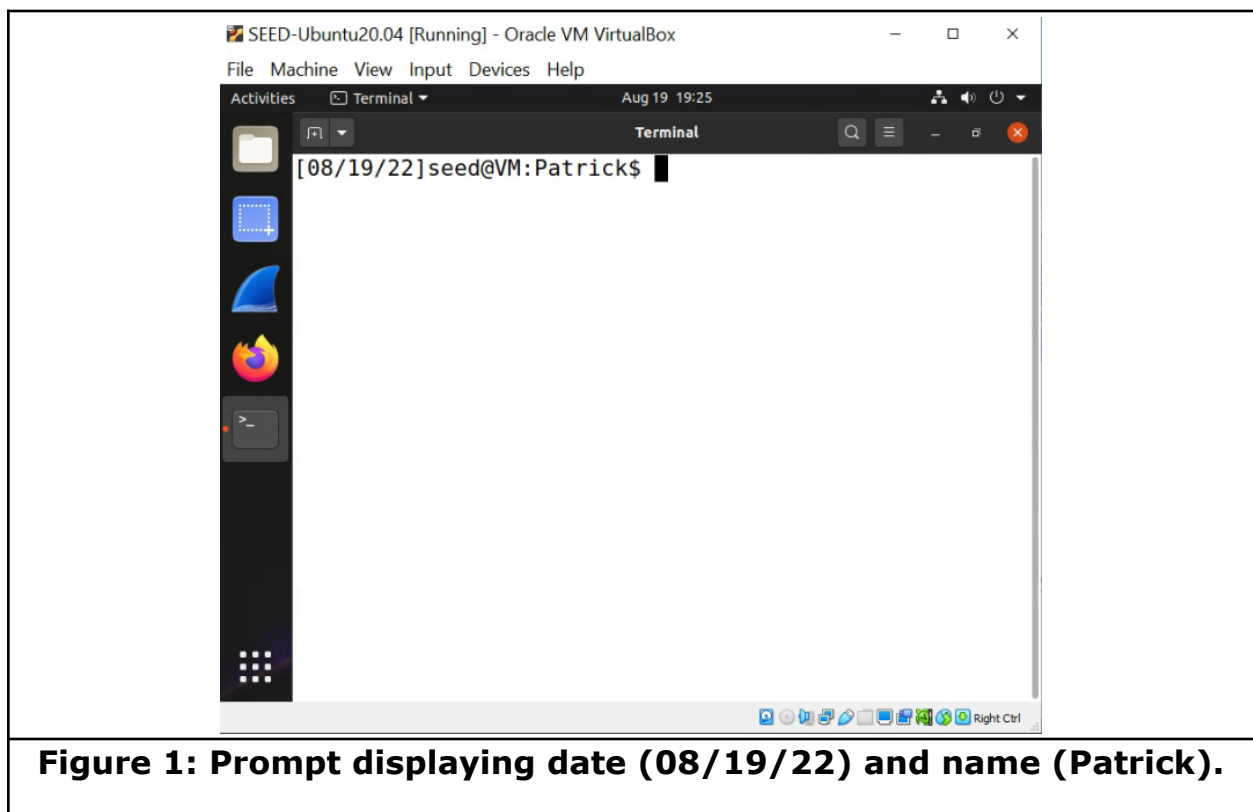 SEED-Ubuntu20.04 [Running] - Oracle VM VirtualBox
File Machine View Input Devices Help
Activities Terminal Aug 19 19:25
Terminal
[08/19/22]seed@VM:Patrick$
Right Ctrl
Figure 1: Prompt displaying date (08/19/22) and name (Patrick).